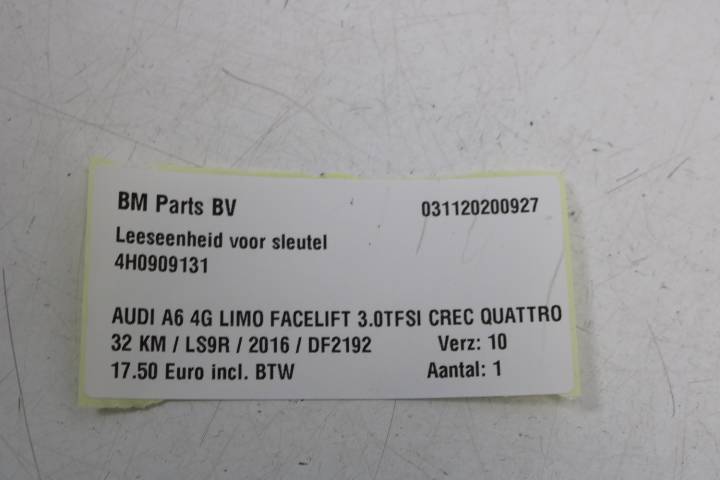 BM Parts BV 031120200927
Leeseenheid voor sleutel
4H0909131
AUDI A6 4G LIMO FACELIFT 3.0TFSI CREC QUATTRO
32 KM / LS9R / 2016 / DF2192 Verz: 10
17.50 Euro incl. BTW Aantal: 1